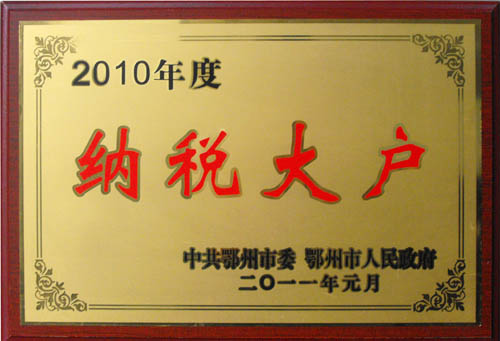 2010年度
纳税大户
中共鄂州市委 鄂州市人民政府
二〇一一年元月